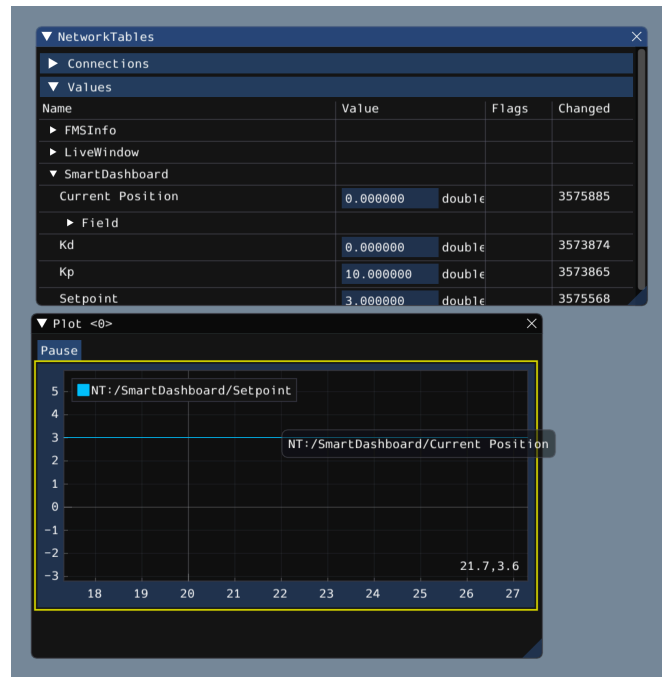 NetworkTables
Connections
Values
Name Value Flags Changed
FMSInfo
LiveWindow
SmartDashboard
Current Position 0.000000 double 3575885
Field
Kd 0.000000 double 3573874
Kp 10.000000 double 3573865
Setpoint 3.000000 double 3575568
Plot <0>
Pause
NT:/SmartDashboard/Setpoint
NT:/SmartDashboard/Current Position
5
4
3
2
1
0
-1
-2
-3
21.7,3.6
18 19 20 21 22 23 24 25 26 27